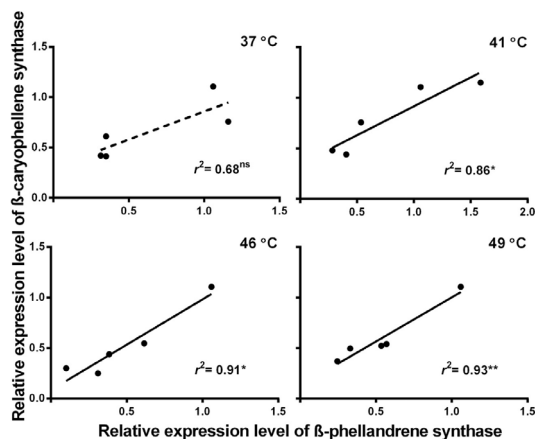 Relative expression level of ß-caryophellene synthase
37 °C
1.5
1.0
0.5
0.0
r² = 0.68ns
0.5
1.0
1.5
41 °C
r² = 0.86*
0.5
1.0
1.5
2.0
46 °C
1.5
1.0
0.5
0.0
r² = 0.91*
0.0
0.5
1.0
1.5
49 °C
r² = 0.93**
0.0
0.5
1.0
1.5
Relative expression level of ß-phellandrene synthase